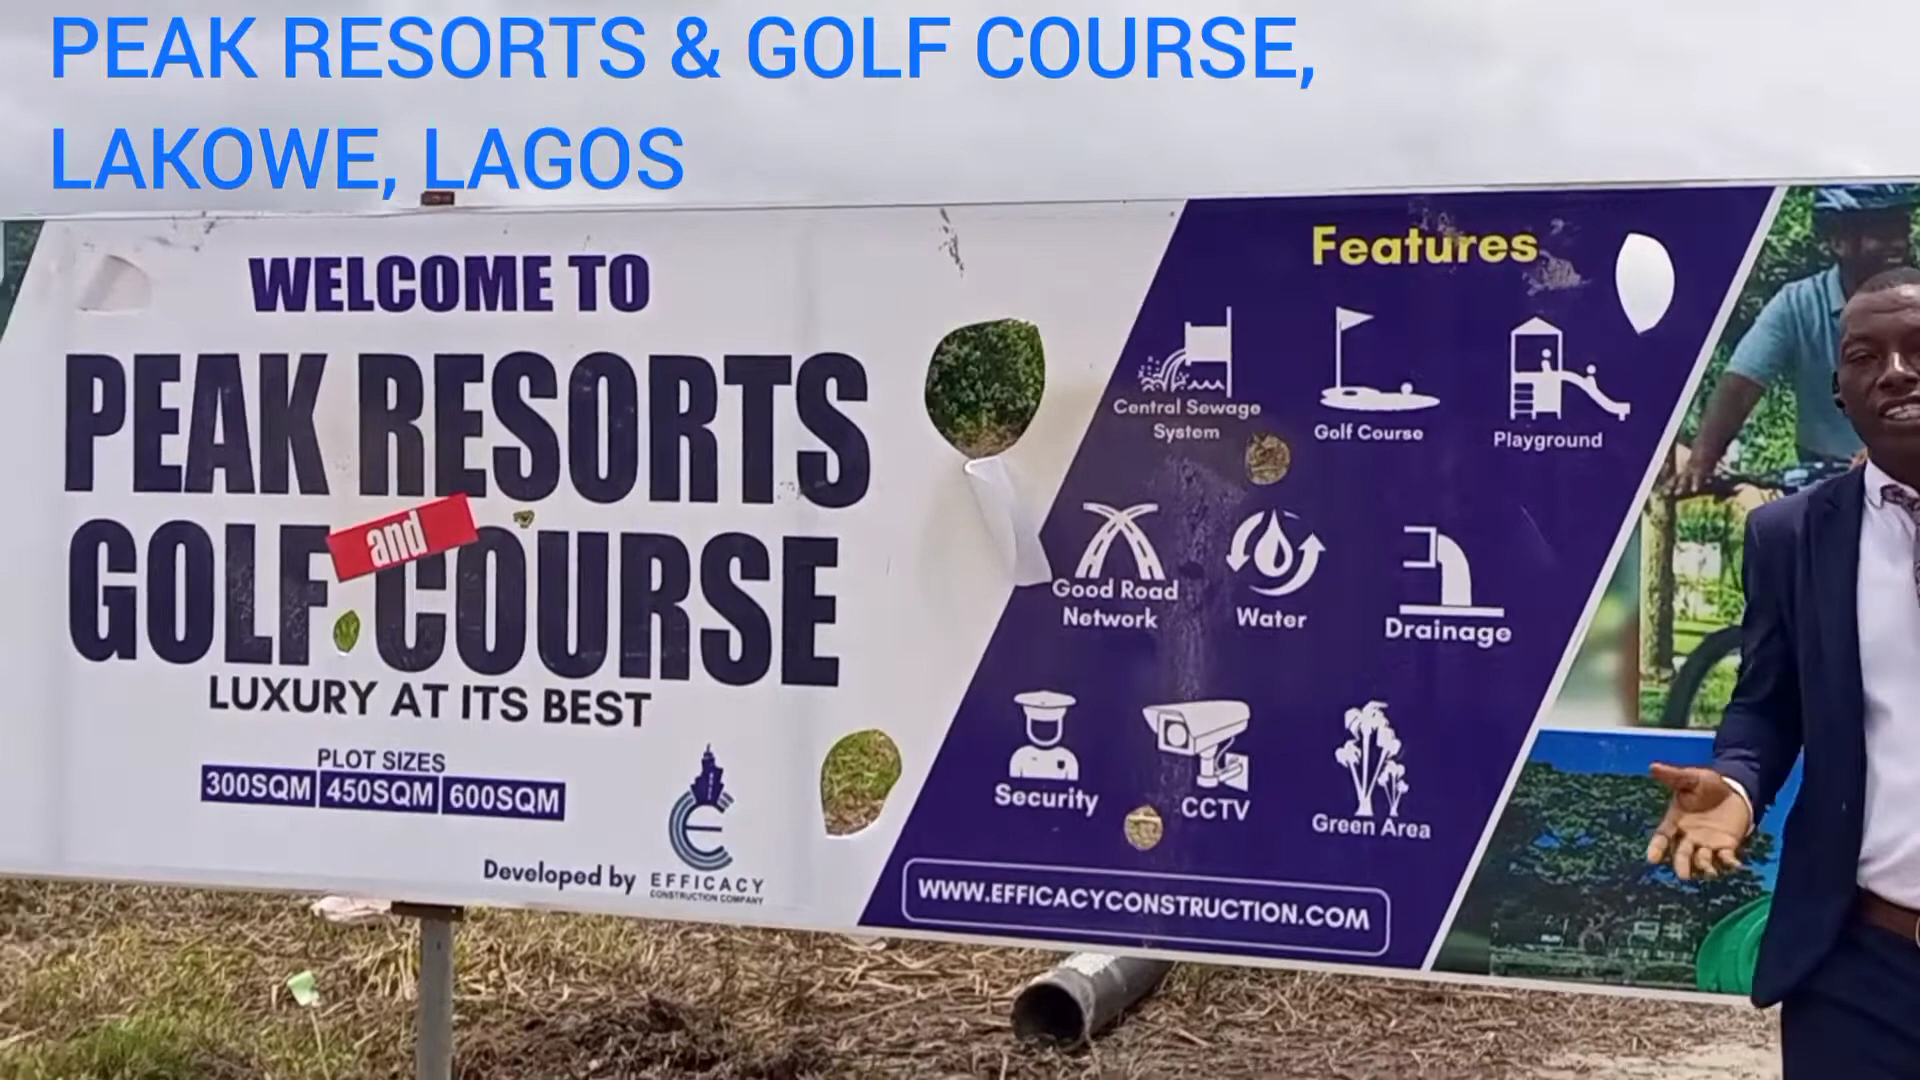 PEAK RESORTS & GOLF COURSE,
LAKOWE, LAGOS
WELCOME TO
PEAK RESORTS
and
GOLF COURSE
LUXURY AT ITS BEST
PLOT SIZES
300SQM 450SQM 600SQM
Developed by
EFFICACY
CONSTRUCTION COMPANY
Features
Central Sewage
System
Golf Course
Playground
Good Road
Network
Water
Drainage
Security
CCTV
Green Area
WWW.EFFICACYCONSTRUCTION.COM